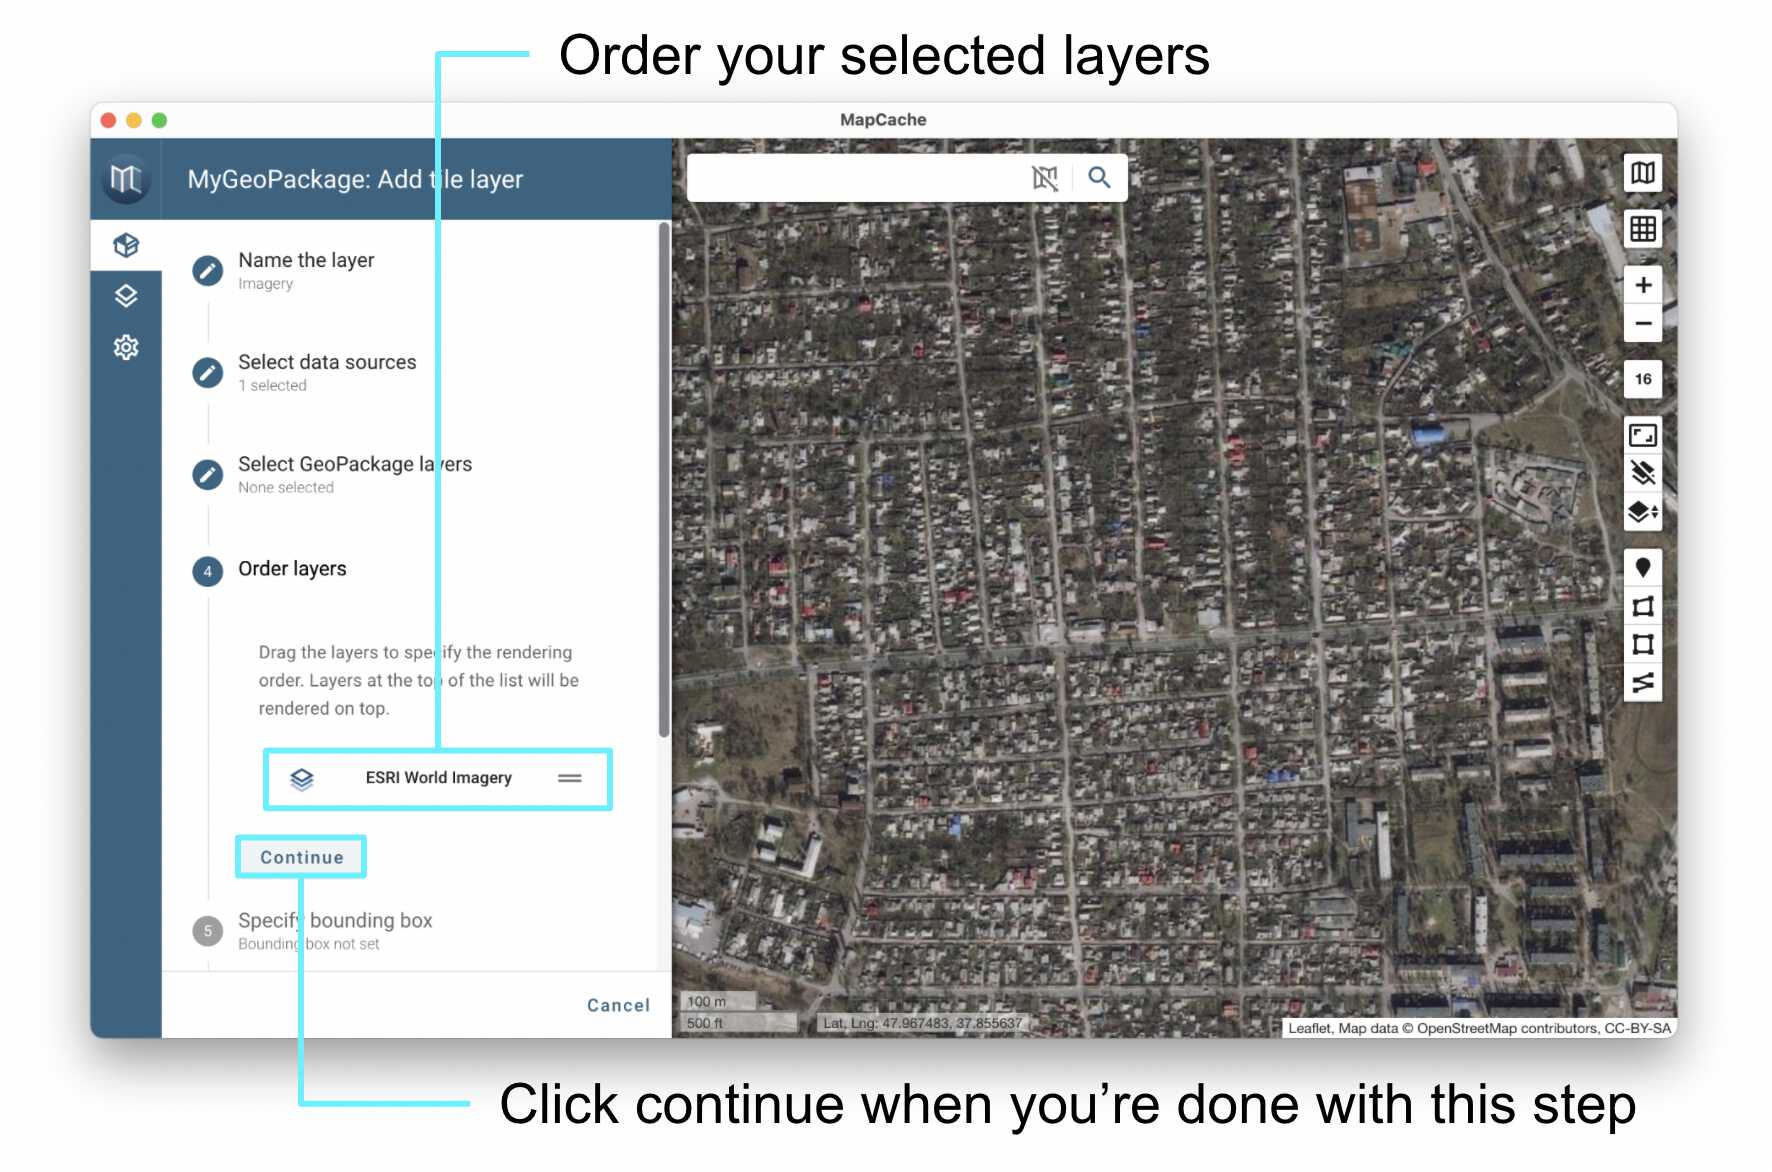 Order your selected layers
MapCache
MyGeoPackage: Add tile layer
Name the layer
Imagery
Select data sources
1 selected
Select GeoPackage layers
None selected
4
Order layers
Drag the layers to specify the rendering
order. Layers at the top of the list will be
rendered on top.
ESRI World Imagery
Continue
5
Specify bounding box
Bounding box not set
Cancel
16
100 m
500 ft
Lat, Lng: 47.967483, 37.855637
Leaflet, Map data © OpenStreetMap contributors, CC-BY-SA
Click continue when you’re done with this step